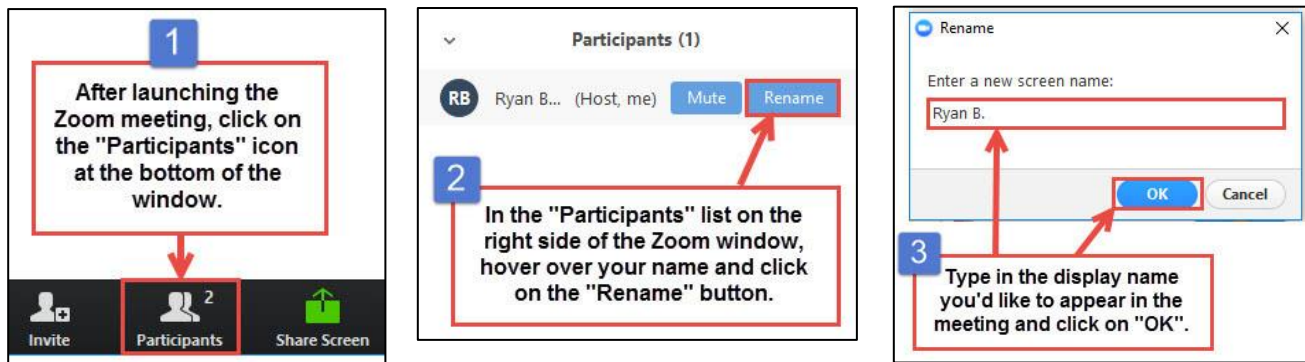 1
After launching the
Zoom meeting, click on
the "Participants" icon
at the bottom of the
window.
2
Invite
Participants
Share Screen
Participants (1)
RB Ryan B... (Host, me) Mute Rename
2
In the "Participants" list on the
right side of the Zoom window,
hover over your name and click
on the "Rename" button.
Rename
Enter a new screen name:
Ryan B.
OK Cancel
3
Type in the display name
you'd like to appear in the
meeting and click on "OK".